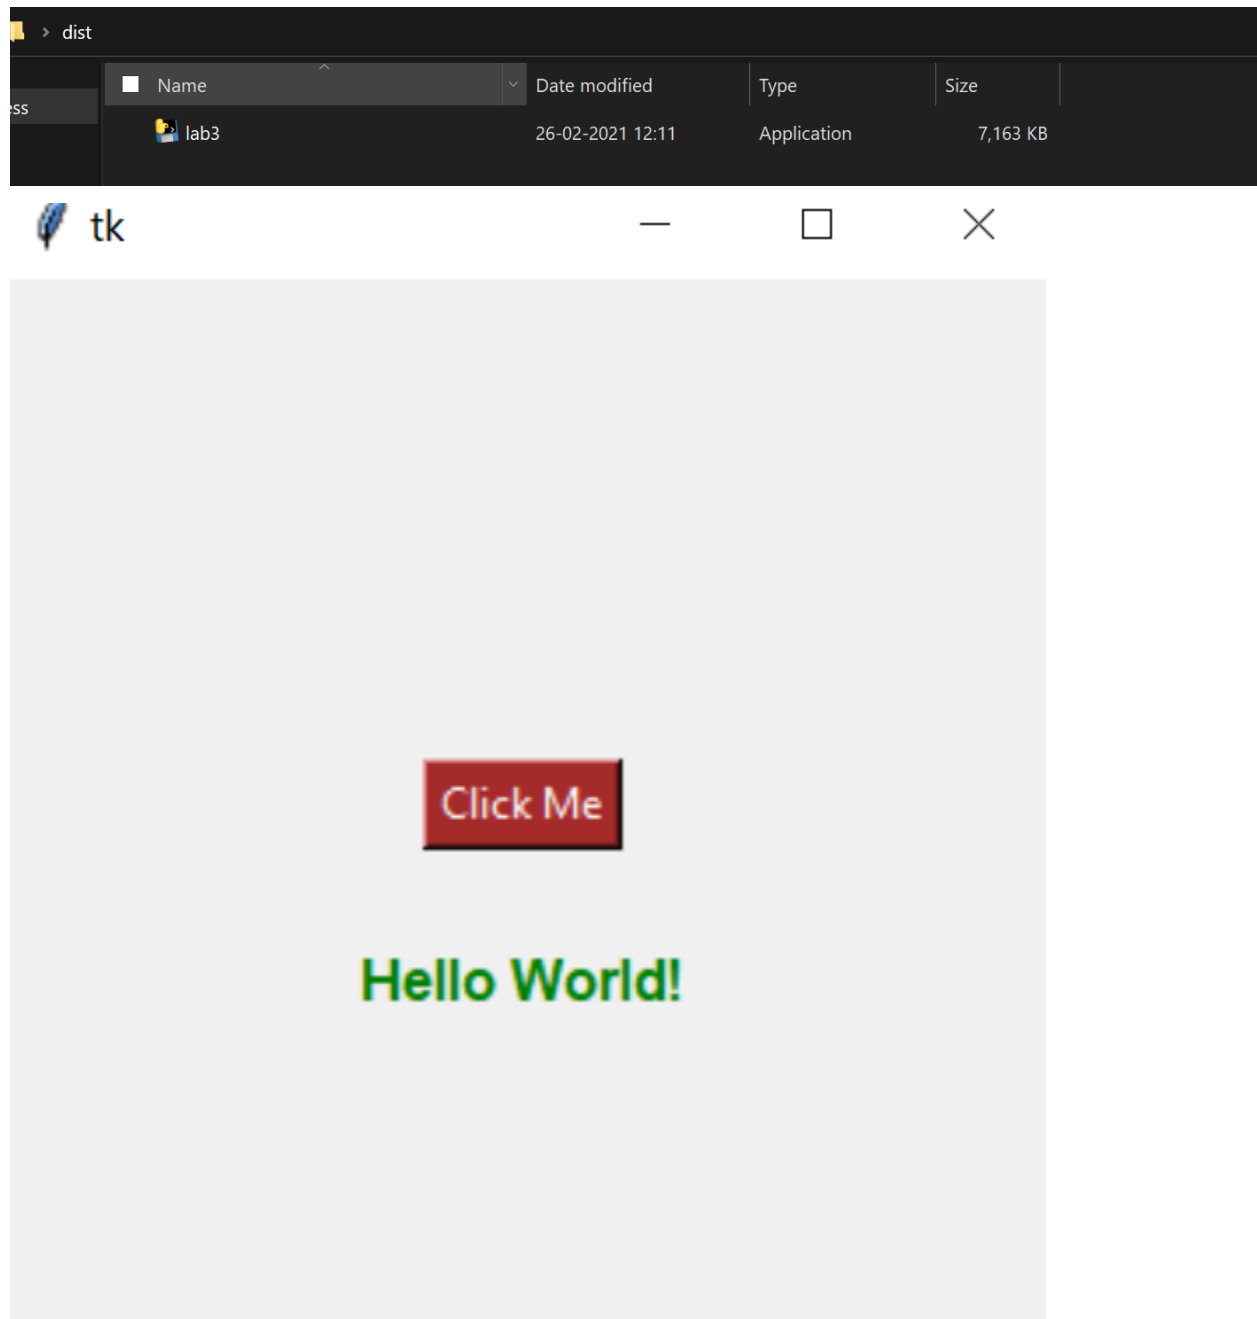 dist
Name Date modified Type Size
ess
lab3 26-02-2021 12:11 Application 7,163 KB
tk
Click Me
Hello World!